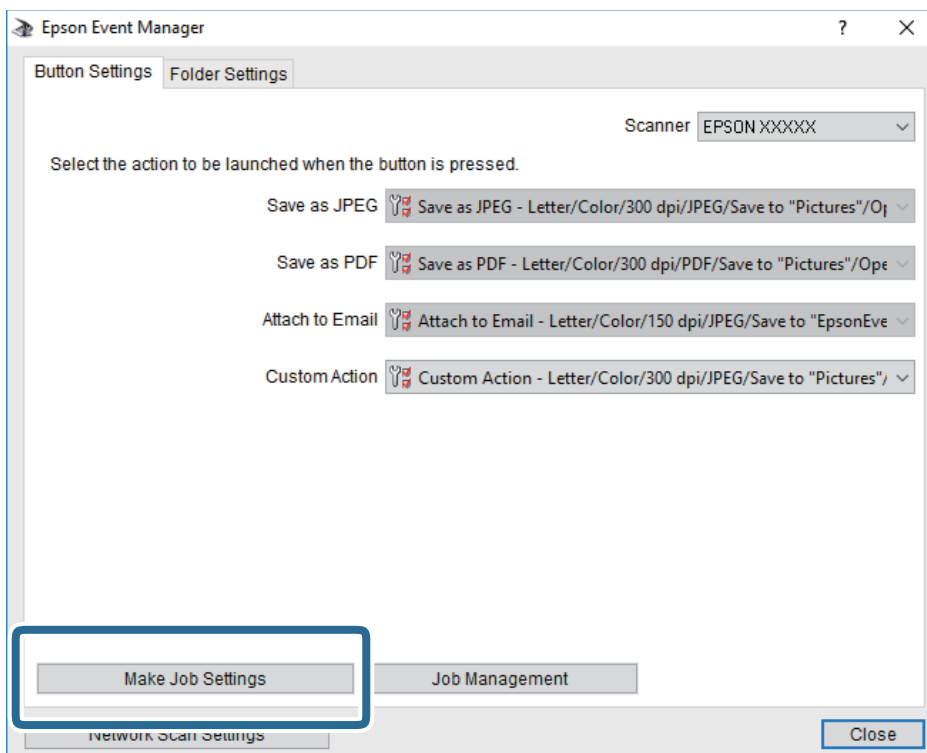 Epson Event Manager
Button Settings Folder Settings
Scanner EPSON XXXXX
Select the action to be launched when the button is pressed.
Save as JPEG Save as JPEG - Letter/Color/300 dpi/JPEG/Save to "Pictures"/Op
Save as PDF Save as PDF - Letter/Color/300 dpi/PDF/Save to "Pictures"/Ope
Attach to Email Attach to Email - Letter/Color/150 dpi/JPEG/Save to "EpsonEve
Custom Action Custom Action - Letter/Color/300 dpi/JPEG/Save to "Pictures"/
Make Job Settings Job Management
Network Scan Settings Close